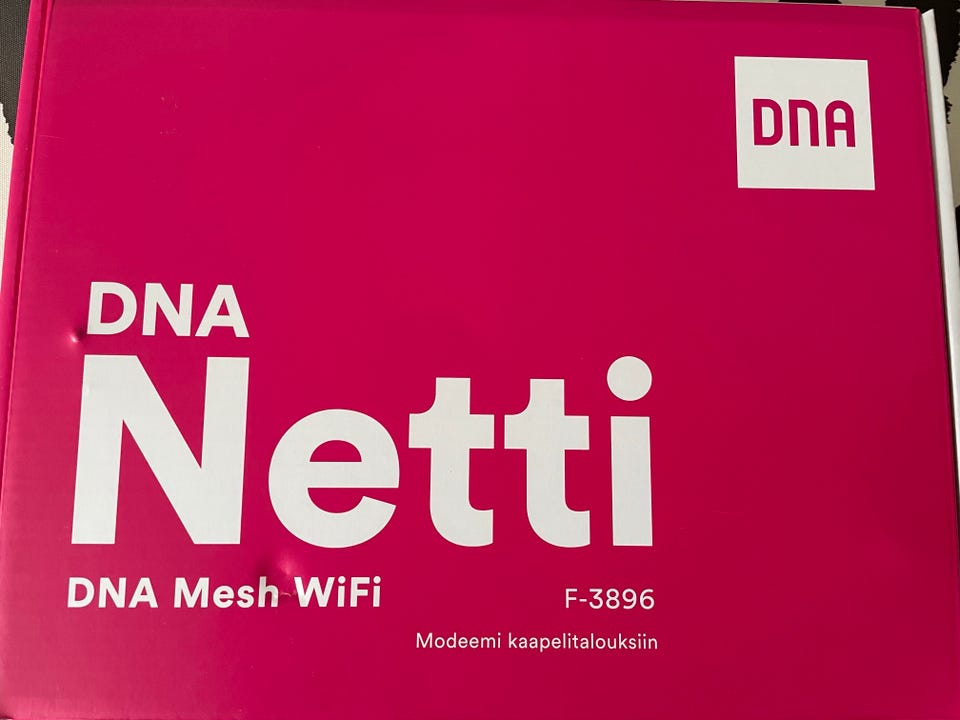 DNA
DNA
Netti
DNA Mesh WiFi
F-3896
Modeemi kaapelitalouksiin